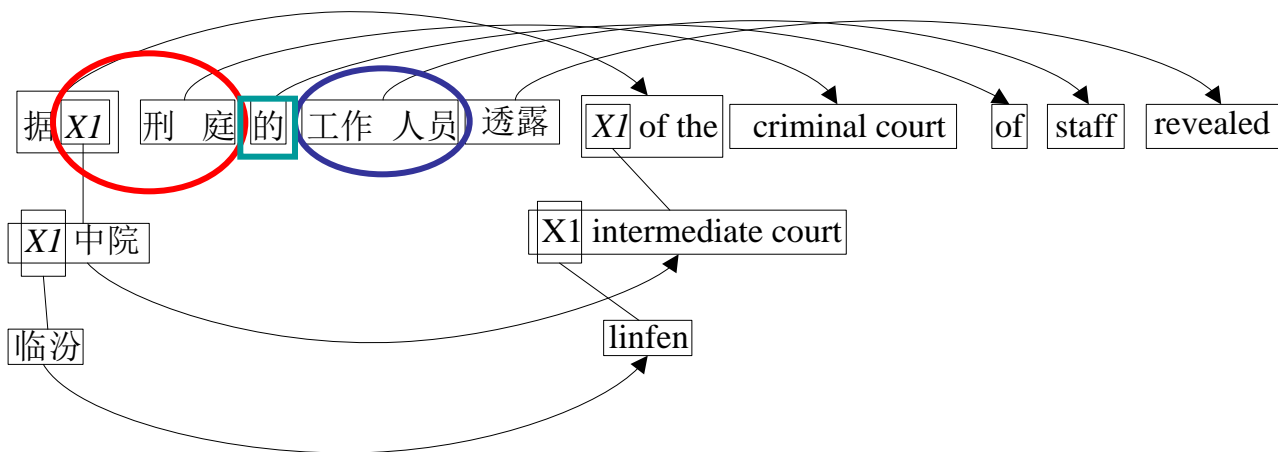 据 X1 刑 庭 的 工作 人员 透露 X1 of the criminal court of staff revealed
X1 中院 X1 intermediate court
临汾 linfen